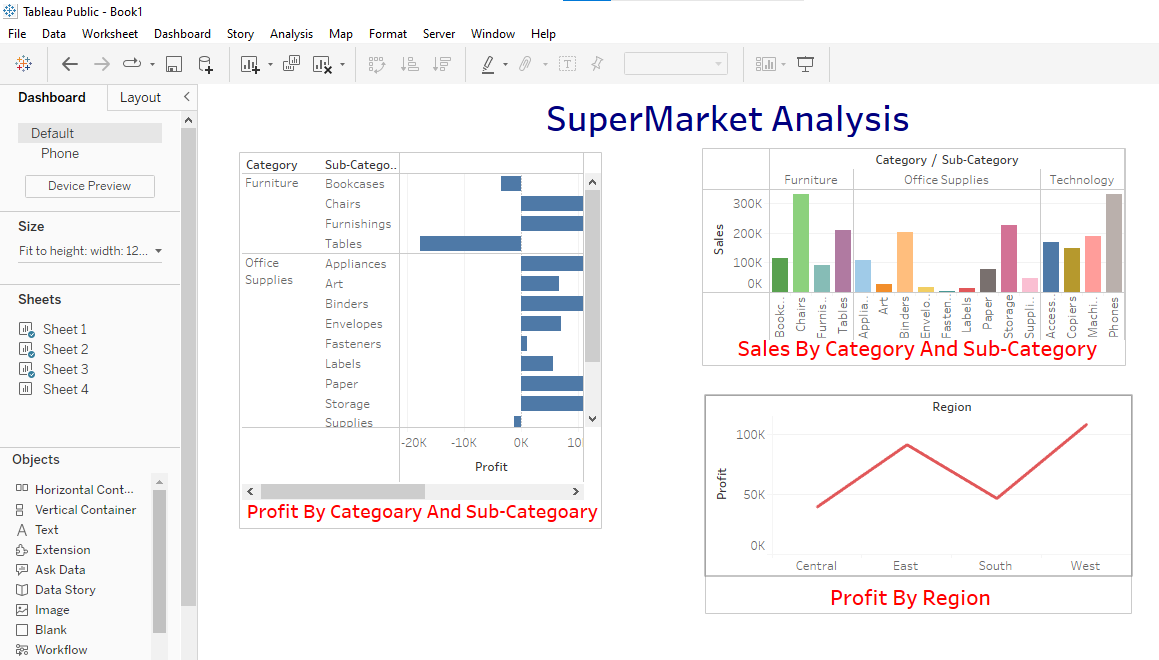 Tableau Public - Book1
File Data Worksheet Dashboard Story Analysis Map Format Server Window Help
Dashboard Layout
Default
Phone
Device Preview
Size
Fit to height: width: 12...
Sheets
Sheet 1
Sheet 2
Sheet 3
Sheet 4
Objects
Horizontal Cont...
Vertical Container
Text
Extension
Ask Data
Data Story
Image
Blank
Workflow
SuperMarket Analysis
Category Sub-Catego..
Furniture Bookcases
Chairs
Furnishings
Tables
Office Appliances
Supplies Art
Binders
Envelopes
Fasteners
Labels
Paper
Storage
Supplies
-20K -10K 0K 10
Profit
Profit By Categoary And Sub-Categoary
Category / Sub-Category
Furniture Office Supplies Technology
Sales
300K
200K
100K
0K
Bookc.. Chairs Furnis.. Tables Applia.. Art Binders Envelo.. Fasten.. Labels Paper Storage Suppli.. Access.. Copiers Machi.. Phones
Sales By Category And Sub-Category
Region
Profit
100K
50K
0K
Central East South West
Profit By Region